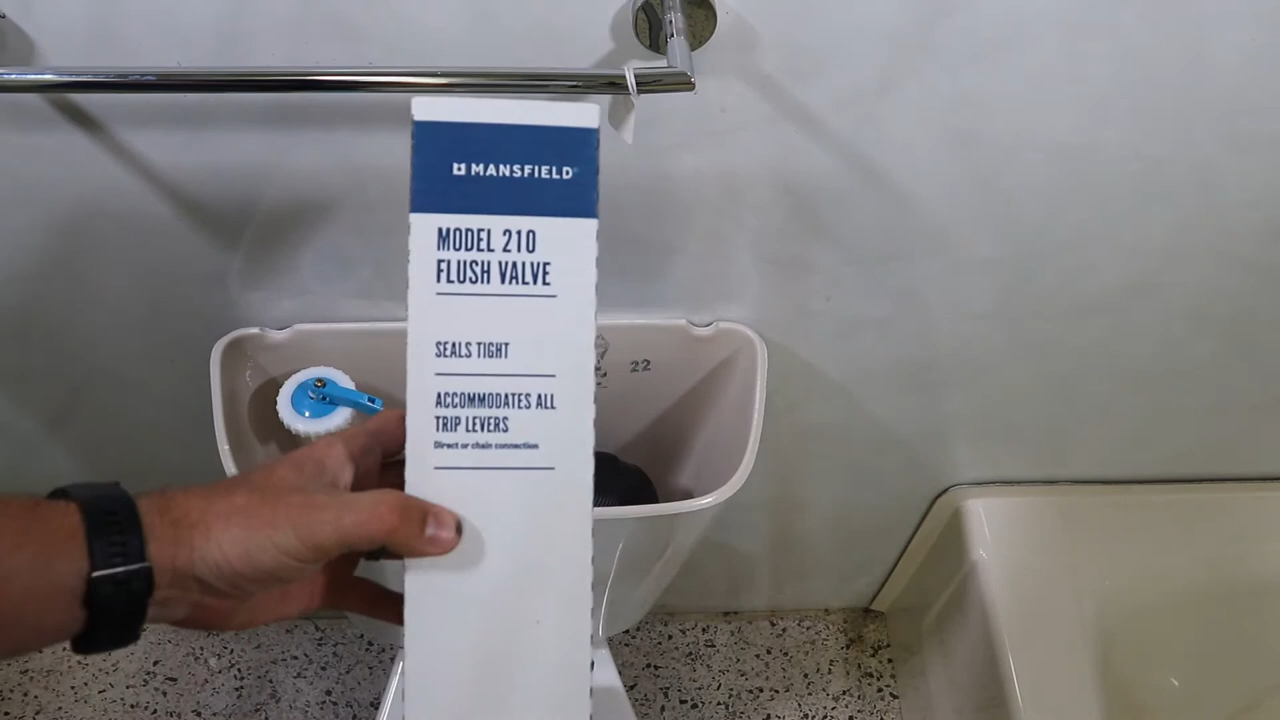 MANSFIELD
MODEL 210
FLUSH VALVE
SEALS TIGHT
22
ACCOMMODATES ALL
TRIP LEVERS
Direct or chain connection